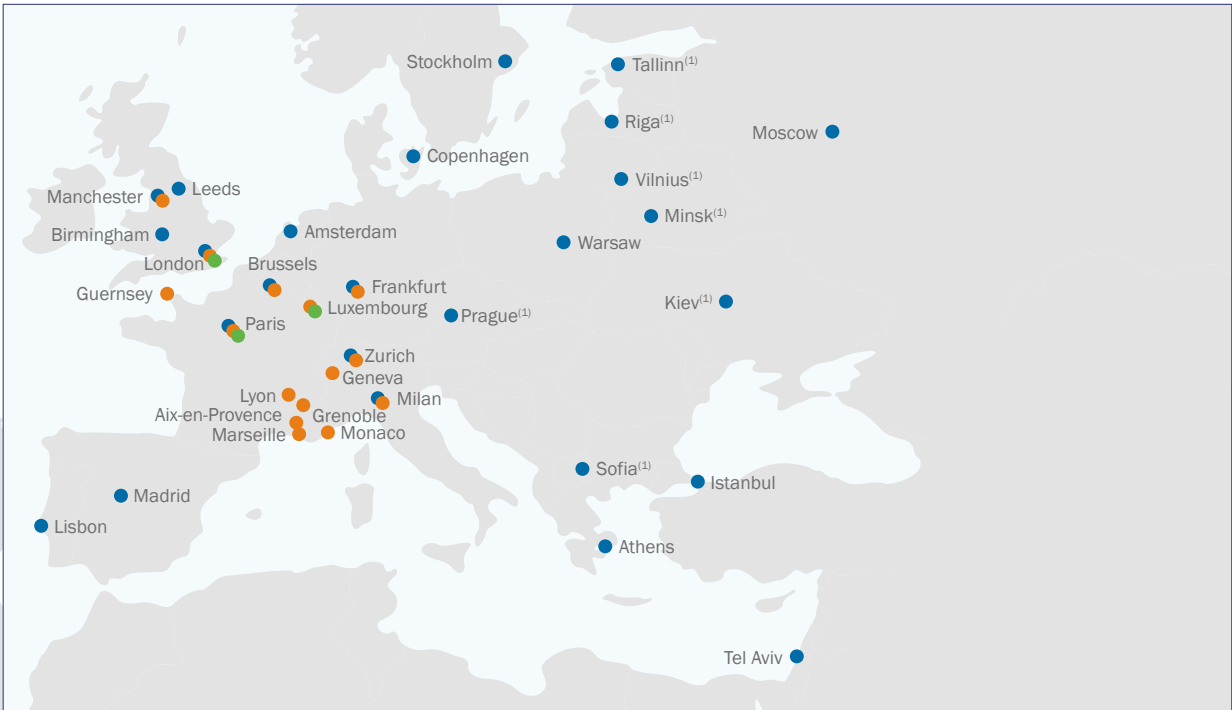 Stockholm
Tallinn(1)
Riga(1)
Moscow
Copenhagen
Vilnius(1)
Manchester
Leeds
Minsk(1)
Birmingham
Amsterdam
Warsaw
London
Brussels
Guernsey
Frankfurt
Luxembourg
Kiev(1)
Prague(1)
Paris
Zurich
Geneva
Lyon
Milan
Aix-en-Provence
Grenoble
Marseille
Monaco
Sofia(1)
Istanbul
Madrid
Lisbon
Athens
Tel Aviv